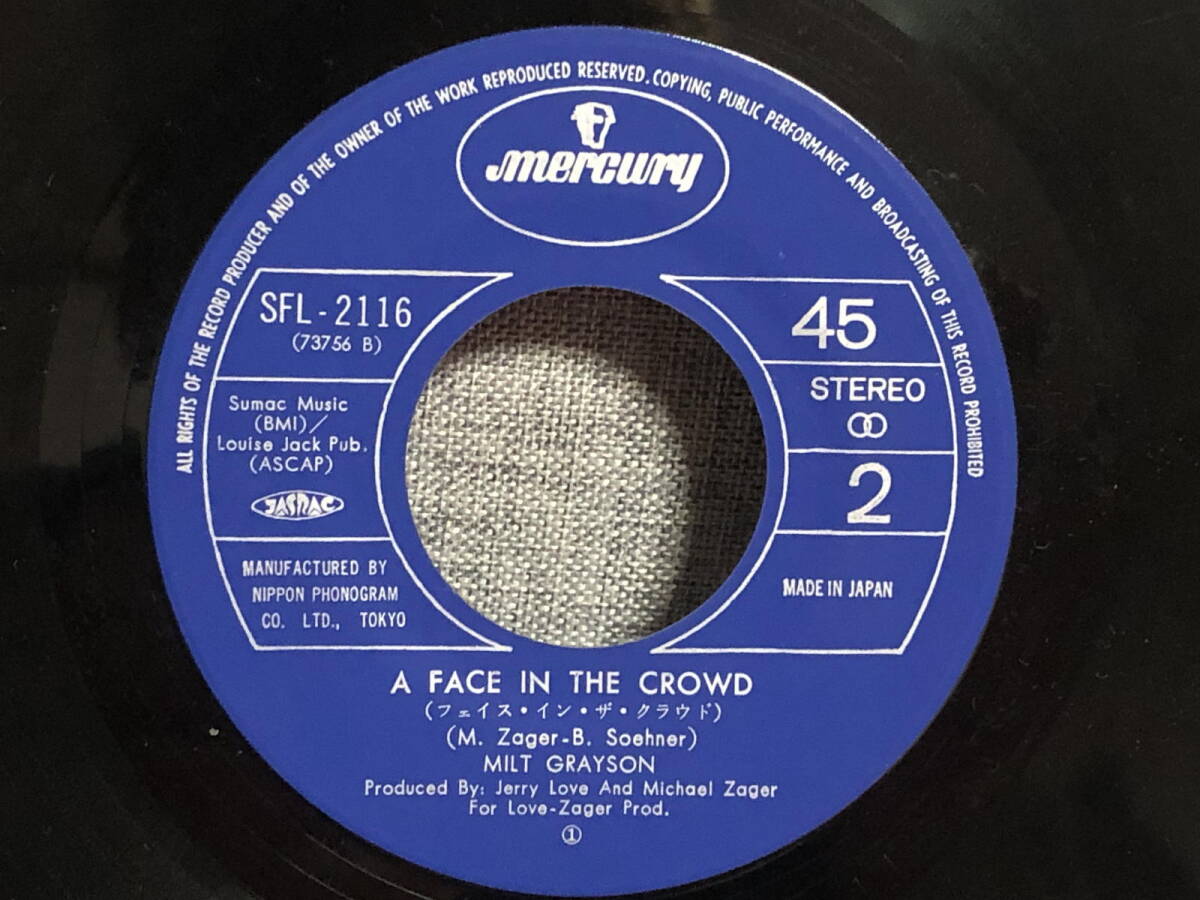 ALL RIGHTS OF THE RECORD PRODUCER AND OF THE OWNER OF THE WORK REPRODUCED RESERVED. COPYING, PUBLIC PERFORMANCE AND BROADCASTING OF THIS RECORD PROHIBITED
mercury
SFL-2116
(73756 B)
Sumac Music
(BMI)/
Louise Jack Pub.
(ASCAP)
JASRAC
MANUFACTURED BY
NIPPON PHONOGRAM
CO. LTD., TOKYO
45
STEREO
2
MADE IN JAPAN
A FACE IN THE CROWD
(フェイス・イン・ザ・クラウド)
(M. Zager-B. Soehner)
MILT GRAYSON
Produced By: Jerry Love And Michael Zager
For Love-Zager Prod.
①